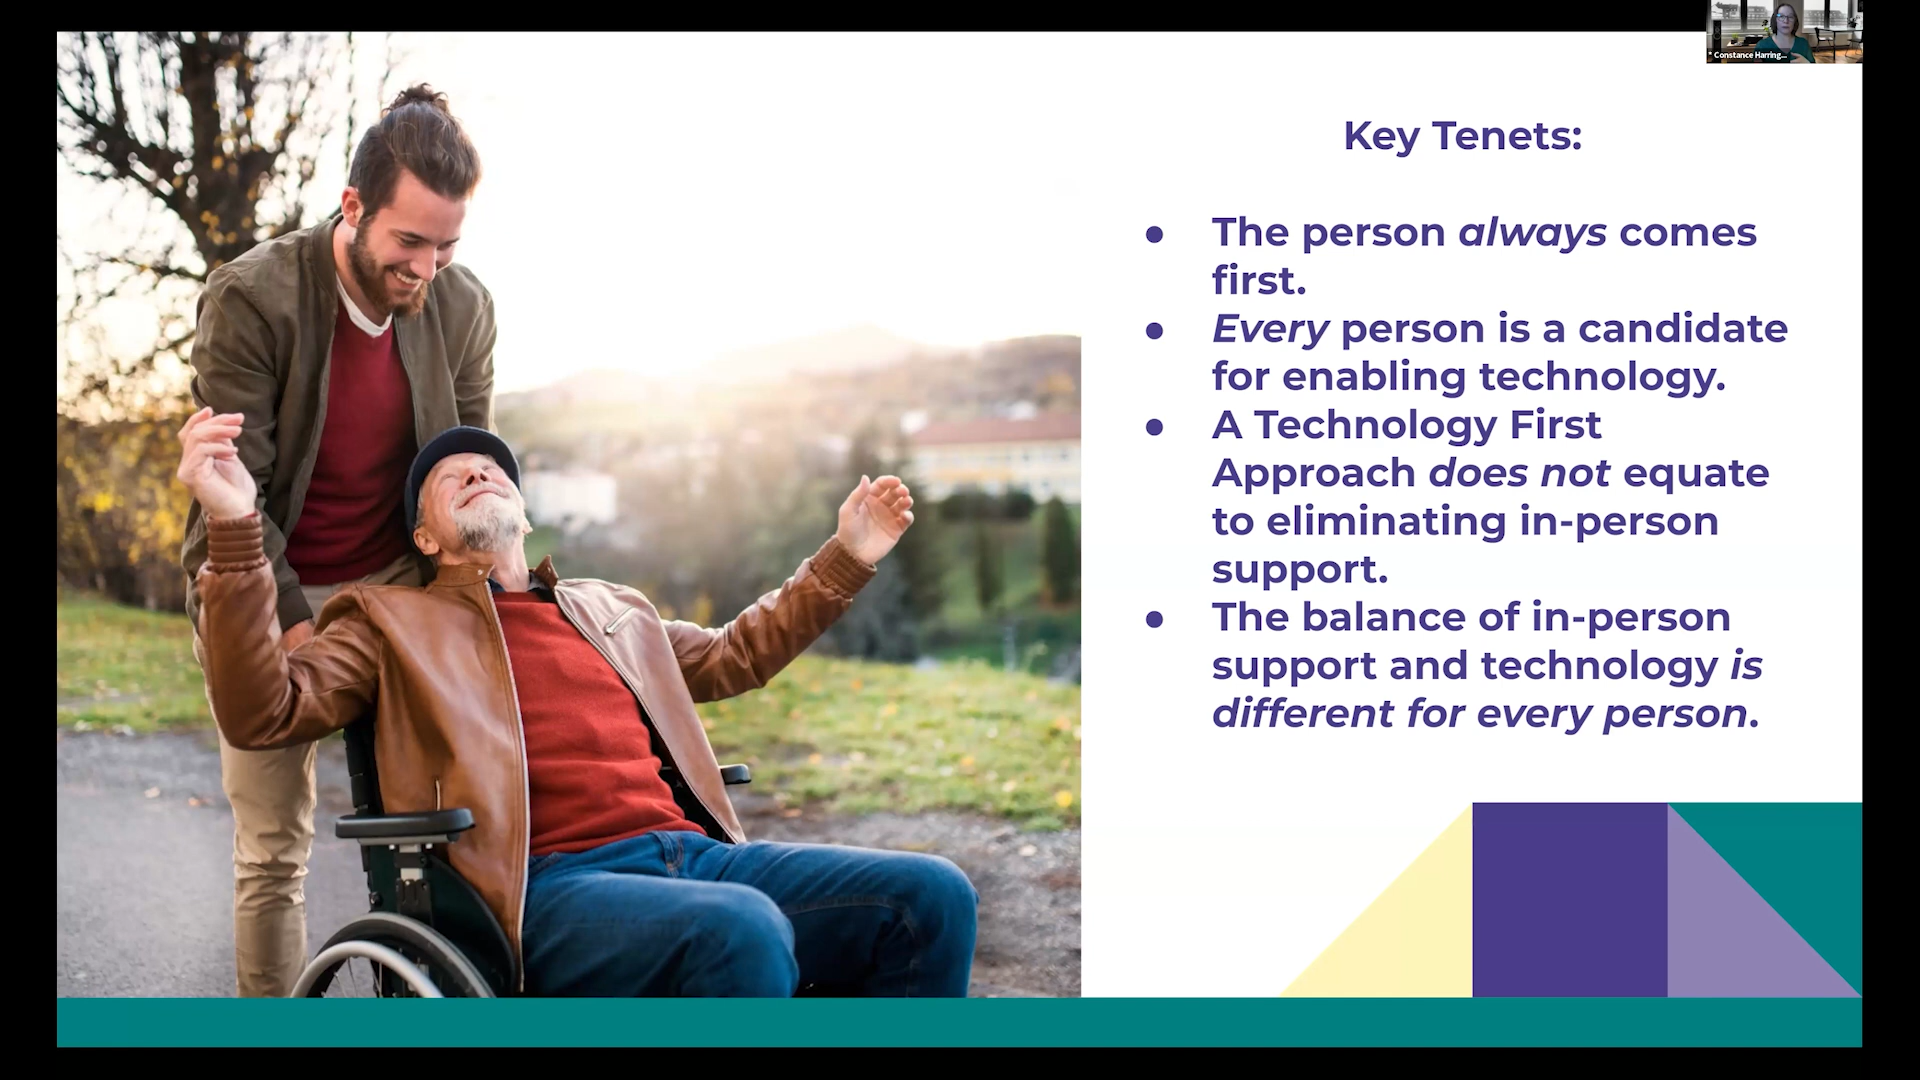 * Constance Harring...
Key Tenets:
● The person always comes
first.
● Every person is a candidate
for enabling technology.
● A Technology First
Approach does not equate
to eliminating in-person
support.
● The balance of in-person
support and technology is
different for every person.